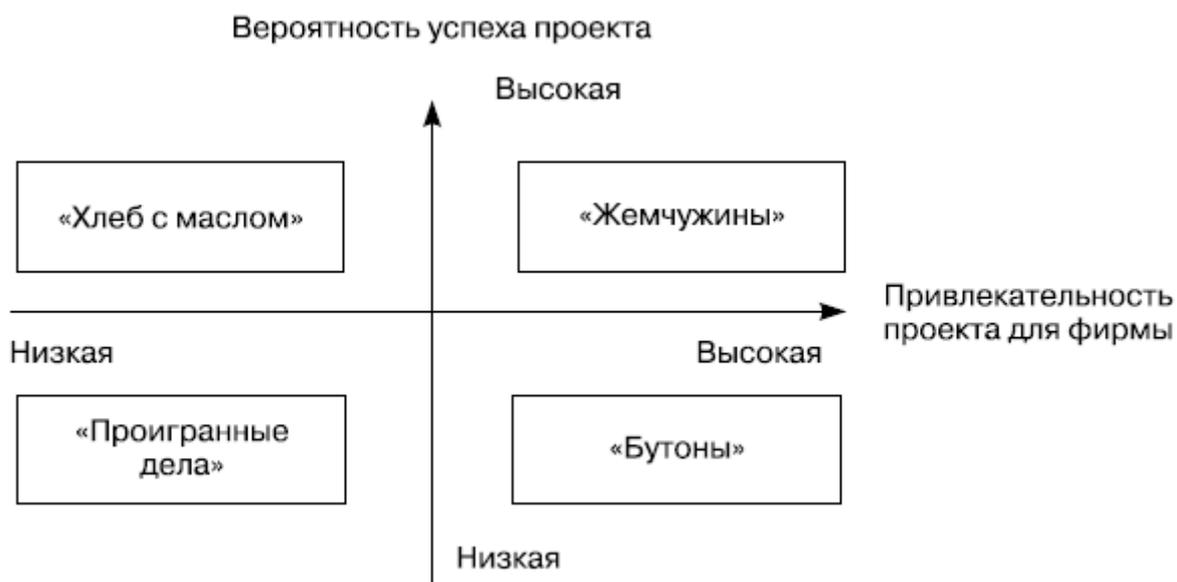 Вероятность успеха проекта
Высокая
«Хлеб с маслом»
«Жемчужины»
Привлекательность
проекта для фирмы
Низкая
Высокая
«Проигранные
дела»
«Бутоны»
Низкая